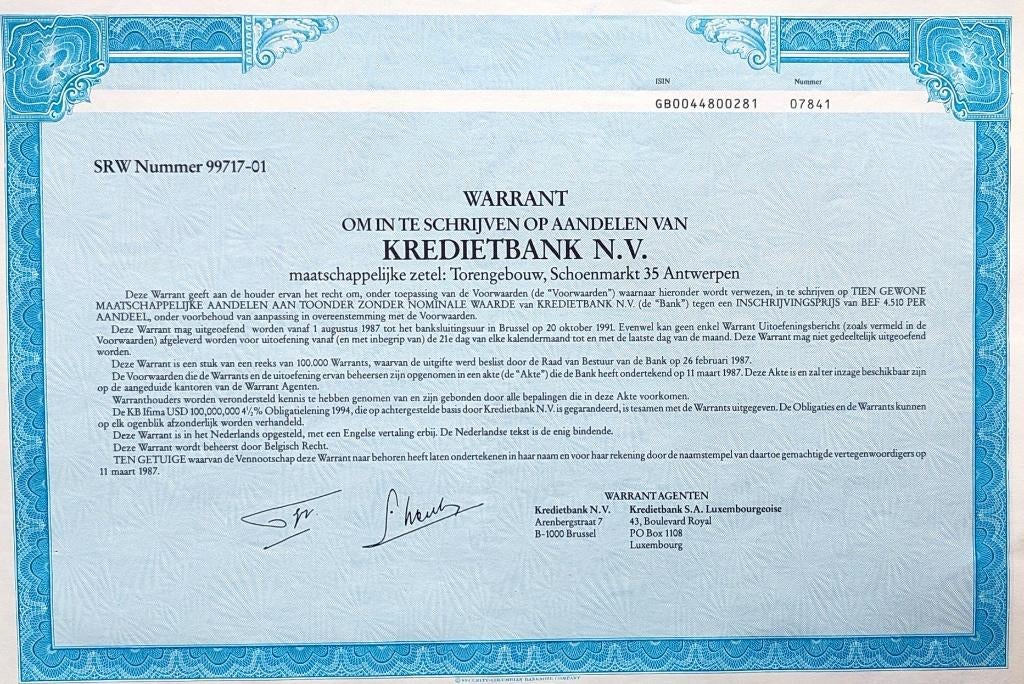 ISIN Nummer
GB0044800281 07841
SRW Nummer 99717-01
WARRANT
OM IN TE SCHRIJVEN OP AANDELEN VAN
KREDIETBANK N.V.
maatschappelijke zetel: Torengebouw, Schoenmarkt 35 Antwerpen
Deze Warrant geeft aan de houder ervan het recht om, onder toepassing van de Voorwaarden (de "Voorwaarden") waarnaar hieronder wordt verwezen, in te schrijven op TIEN GEWONE
MAATSCHAPPELIJKE AANDELEN AAN TOONDER ZONDER NOMINALE WAARDE van KREDIETBANK N.V. (de "Bank") tegen een INSCHRIJVINGSPRIJS van BEF 4.510 PER
AANDEEL, onder voorbehoud van aanpassing in overeenstemming met de Voorwaarden.
Deze Warrant mag uitgeoefend worden vanaf 1 augustus 1987 tot het banksluitingsuur in Brussel op 20 oktober 1991. Evenwel kan geen enkel Warrant Uitoefeningsbericht (zoals vermeld in de
Voorwaarden) afgeleverd worden voor uitoefening vanaf (en met inbegrip van) de 21e dag van elke kalendermaand tot en met de laatste dag van de maand. Deze Warrant mag niet gedeeltelijk uitgeoefend
worden.
Deze Warrant is een stuk van een reeks van 100.000 Warrants, waarvan de uitgifte werd beslist door de Raad van Bestuur van de Bank op 26 februari 1987.
De Voorwaarden die de Warrants en de uitoefening ervan beheersen zijn opgenomen in een akte (de "Akte") die de Bank heeft ondertekend op 11 maart 1987. Deze Akte is en zal ter inzage beschikbaar zijn
op de aangeduide kantoren van de Warrant Agenten.
Warranthouders worden verondersteld kennis te hebben genomen van en zijn gebonden door alle bepalingen die in deze Akte voorkomen.
De KB Ifima USD 100,000,000 4½% Obligatielening 1994, die op achtergestelde basis door Kredietbank N.V. is gegarandeerd, is tesamen met de Warrants uitgegeven. De Obligaties en de Warrants kunnen
op elk ogenblik afzonderlijk worden verhandeld.
Deze Warrant is in het Nederlands opgesteld, met een Engelse vertaling erbij. De Nederlandse tekst is de enig bindende.
Deze Warrant wordt beheerst door Belgisch Recht.
TEN GETUIGE waarvan de Vennootschap deze Warrant naar behoren heeft laten ondertekenen in haar naam en voor haar rekening door de naamstempel van daartoe gemachtigde vertegenwoordigers op
11 maart 1987.
WARRANT AGENTEN
Kredietbank N.V. Kredietbank S.A. Luxembourgeoise
Arenbergstraat 7 43, Boulevard Royal
B-1000 Brussel PO Box 1108
Luxembourg
© SECURITY-COLUMBIAN BANKNOTE COMPANY